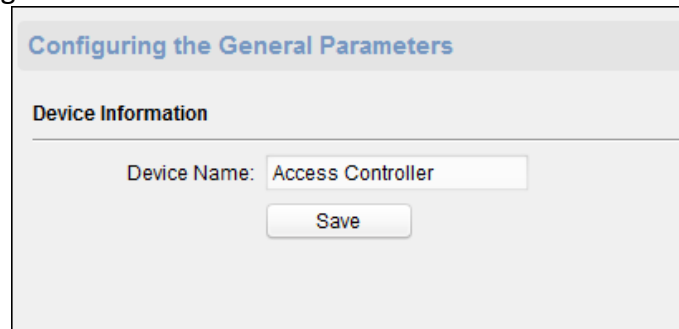 Configuring the General Parameters
Device Information
Device Name: Access Controller
Save